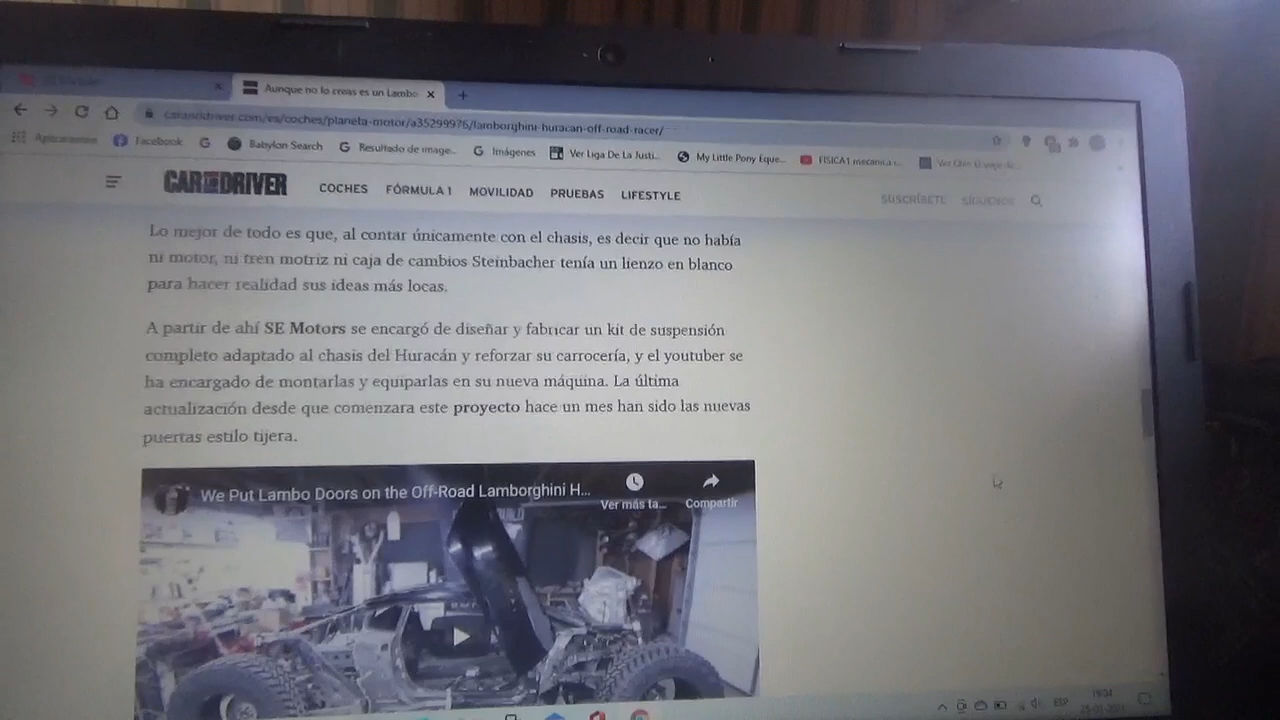 Aunque no lo creas es un Lambo
caranddriver.com/es/coches/planeta-motor/a35299976/lamborghini-huracan-off-road-racer/
Aplicaciones Facebook Babylon Search Resultado de image... Imágenes Ver Liga De La Justi... My Little Pony Eque... FISICA1 mecanica r...
CAR AND DRIVER COCHES FÓRMULA 1 MOVILIDAD PRUEBAS LIFESTYLE SUSCRÍBETE SÍGUENOS
Lo mejor de todo es que, al contar únicamente con el chasis, es decir que no había
ni motor, ni tren motriz ni caja de cambios Steinbacher tenía un lienzo en blanco
para hacer realidad sus ideas más locas.
A partir de ahí SE Motors se encargó de diseñar y fabricar un kit de suspensión
completo adaptado al chasis del Huracán y reforzar su carrocería, y el youtuber se
ha encargado de montarlas y equiparlas en su nueva máquina. La última
actualización desde que comenzara este proyecto hace un mes han sido las nuevas
puertas estilo tijera.
We Put Lambo Doors on the Off-Road Lamborghini H...
Ver más ta... Compartir
ESP